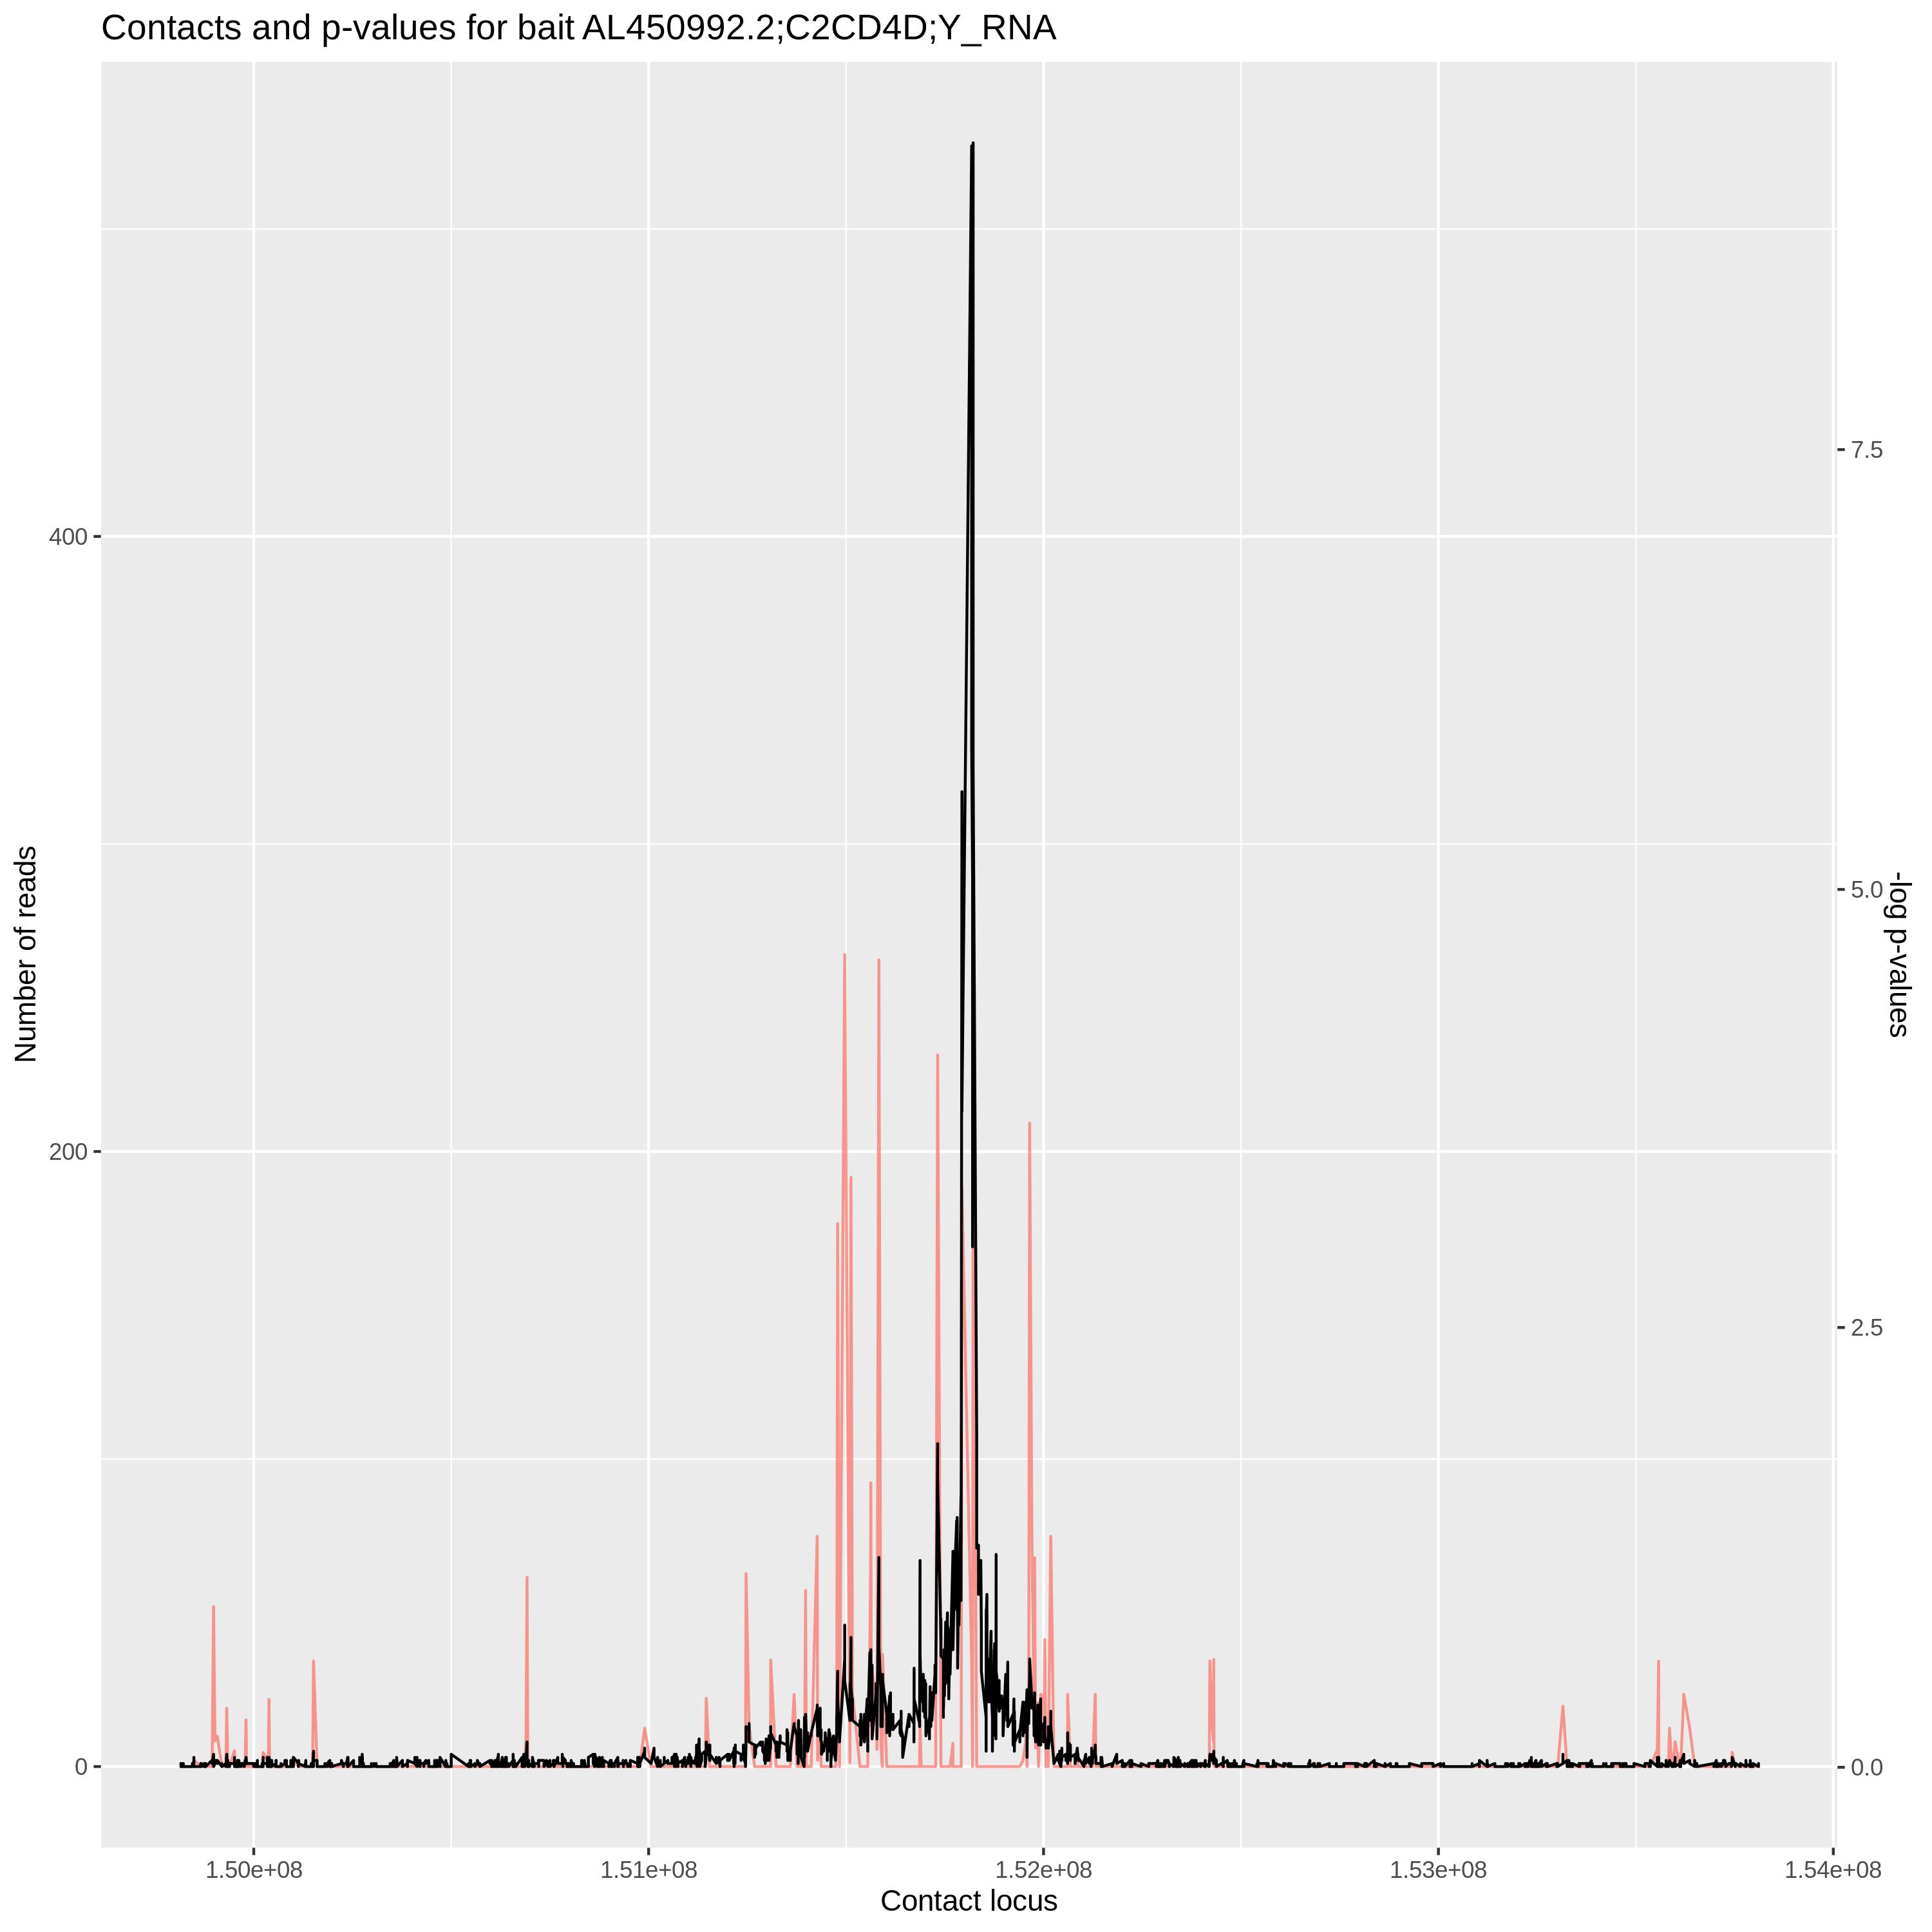 Contacts and p-values for bait AL450992.2;C2CD4D;Y_RNA
Number of reads
400
200
0
7.5
5.0
2.5
0.0
-log p-values
1.50e+08
1.51e+08
1.52e+08
1.53e+08
1.54e+08
Contact locus